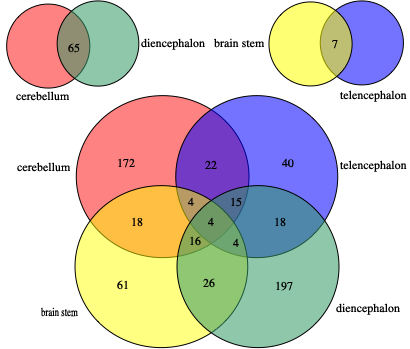 65
diencephalon
cerebellum
brain stem
7
telencephalon
cerebellum
172
22
40
telencephalon
4
15
18
4
18
16
4
61
26
197
brain stem
diencephalon